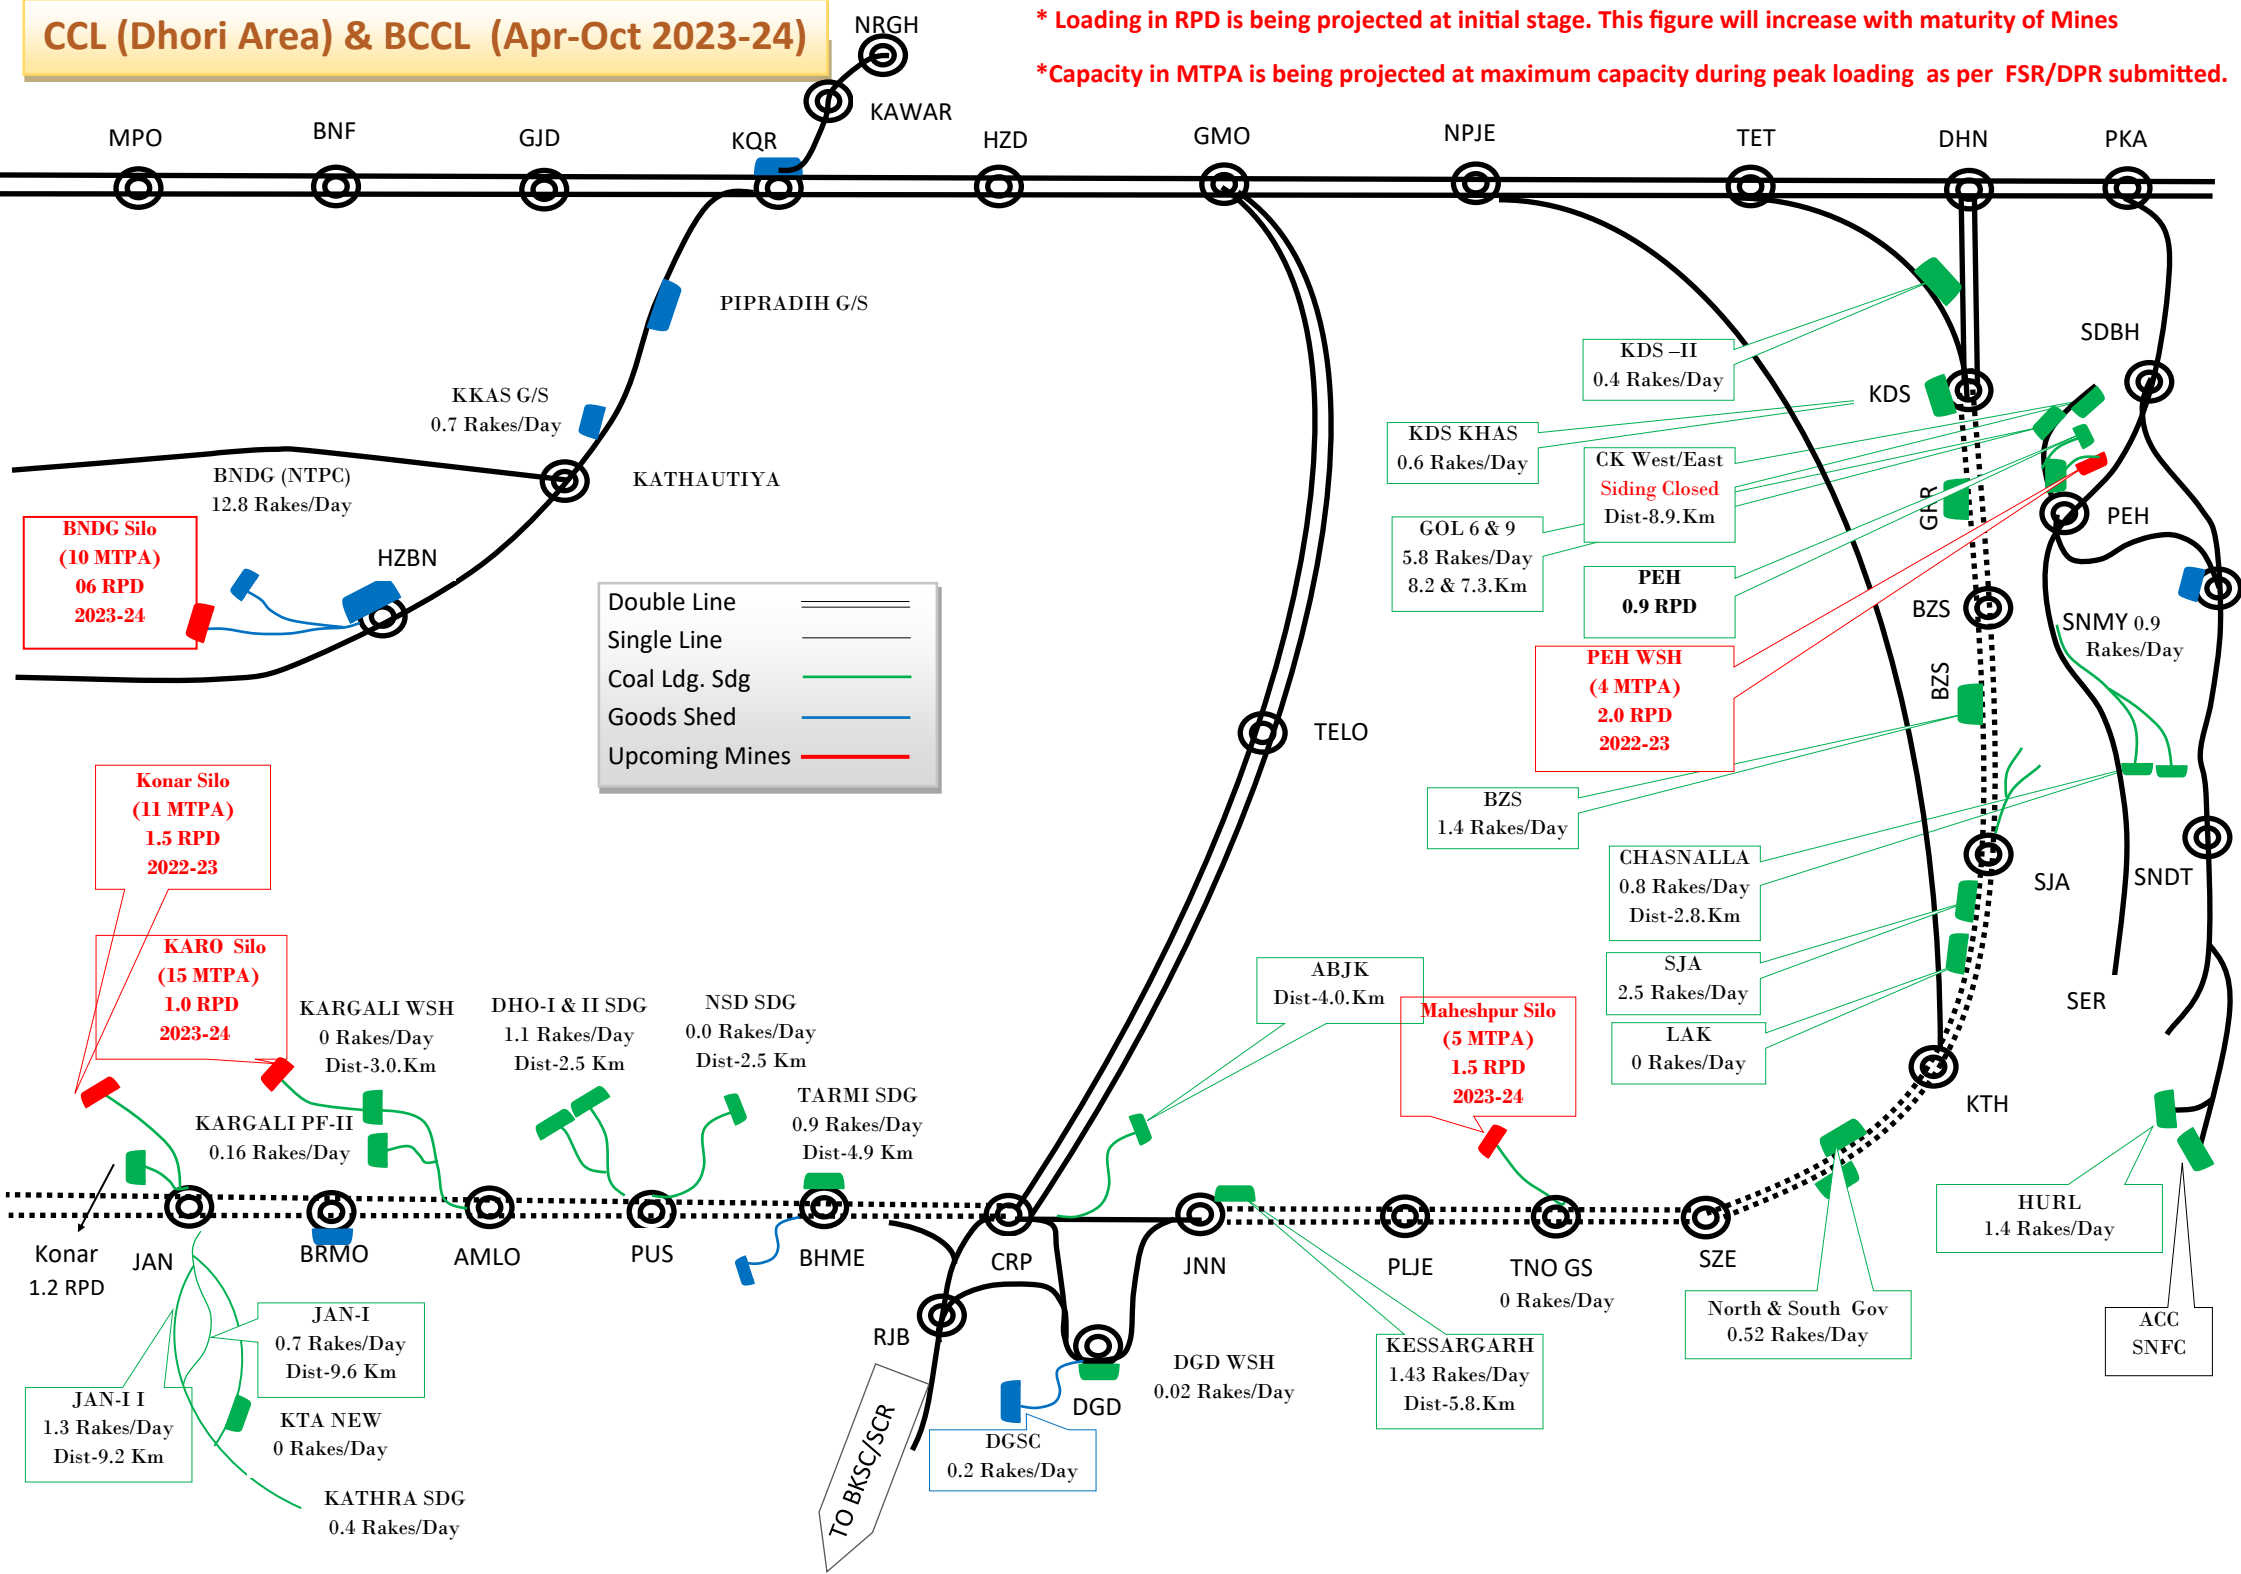 CCL (Dhori Area) & BCCL (Apr-Oct 2023-24)
* Loading in RPD is being projected at initial stage. This figure will increase with maturity of Mines
*Capacity in MTPA is being projected at maximum capacity during peak loading as per FSR/DPR submitted.
NRGH
KAWAR
MPO
BNF
GJD
KQR
HZD
GMO
NPJE
TET
DHN
PKA
PIPRADIH G/S
KKAS G/S
0.7 Rakes/Day
KATHAUTIYA
BNDG (NTPC)
12.8 Rakes/Day
BNDG Silo
(10 MTPA)
06 RPD
2023-24
HZBN
Double Line
Single Line
Coal Ldg. Sdg
Goods Shed
Upcoming Mines
TELO
KDS –II
0.4 Rakes/Day
KDS
SDBH
KDS KHAS
0.6 Rakes/Day
CK West/East
Siding Closed
Dist-8.9.Km
GOL 6 & 9
5.8 Rakes/Day
8.2 & 7.3.Km
GPR
PEH
PEH
0.9 RPD
BZS
SNMY 0.9
Rakes/Day
PEH WSH
(4 MTPA)
2.0 RPD
2022-23
BZS
BZS
1.4 Rakes/Day
CHASNALLA
0.8 Rakes/Day
Dist-2.8.Km
SJA
SNDT
SJA
2.5 Rakes/Day
SER
LAK
0 Rakes/Day
KTH
Konar Silo
(11 MTPA)
1.5 RPD
2022-23
KARO Silo
(15 MTPA)
1.0 RPD
2023-24
KARGALI WSH
0 Rakes/Day
Dist-3.0.Km
DHO-I & II SDG
1.1 Rakes/Day
Dist-2.5 Km
NSD SDG
0.0 Rakes/Day
Dist-2.5 Km
TARMI SDG
0.9 Rakes/Day
Dist-4.9 Km
KARGALI PF-II
0.16 Rakes/Day
ABJK
Dist-4.0.Km
Maheshpur Silo
(5 MTPA)
1.5 RPD
2023-24
HURL
1.4 Rakes/Day
Konar
1.2 RPD
JAN
BRMO
AMLO
PUS
BHME
CRP
JNN
PLJE
TNO GS
0 Rakes/Day
SZE
North & South Gov
0.52 Rakes/Day
ACC
SNFC
RJB
JAN-I
0.7 Rakes/Day
Dist-9.6 Km
JAN-I I
1.3 Rakes/Day
Dist-9.2 Km
KTA NEW
0 Rakes/Day
KATHRA SDG
0.4 Rakes/Day
TO BKSC/SCR
DGD
DGD WSH
0.02 Rakes/Day
DGSC
0.2 Rakes/Day
KESSARGARH
1.43 Rakes/Day
Dist-5.8.Km